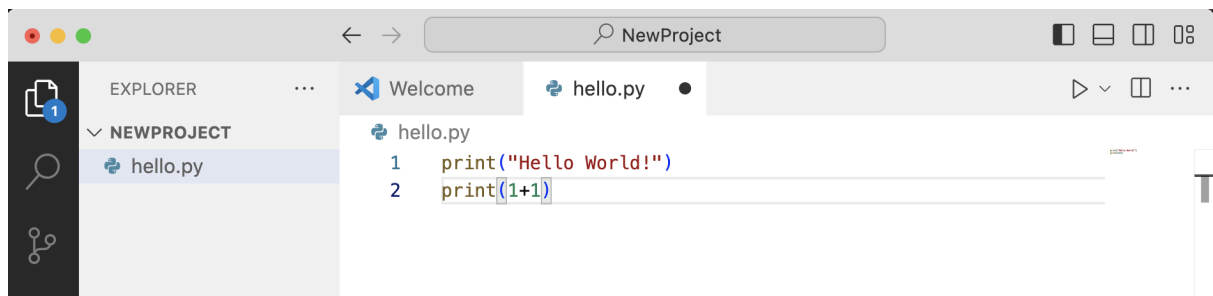 NewProject
1
EXPLORER
NEWPROJECT
hello.py
Welcome
hello.py
hello.py
1 print("Hello World!")
2 print(1+1)